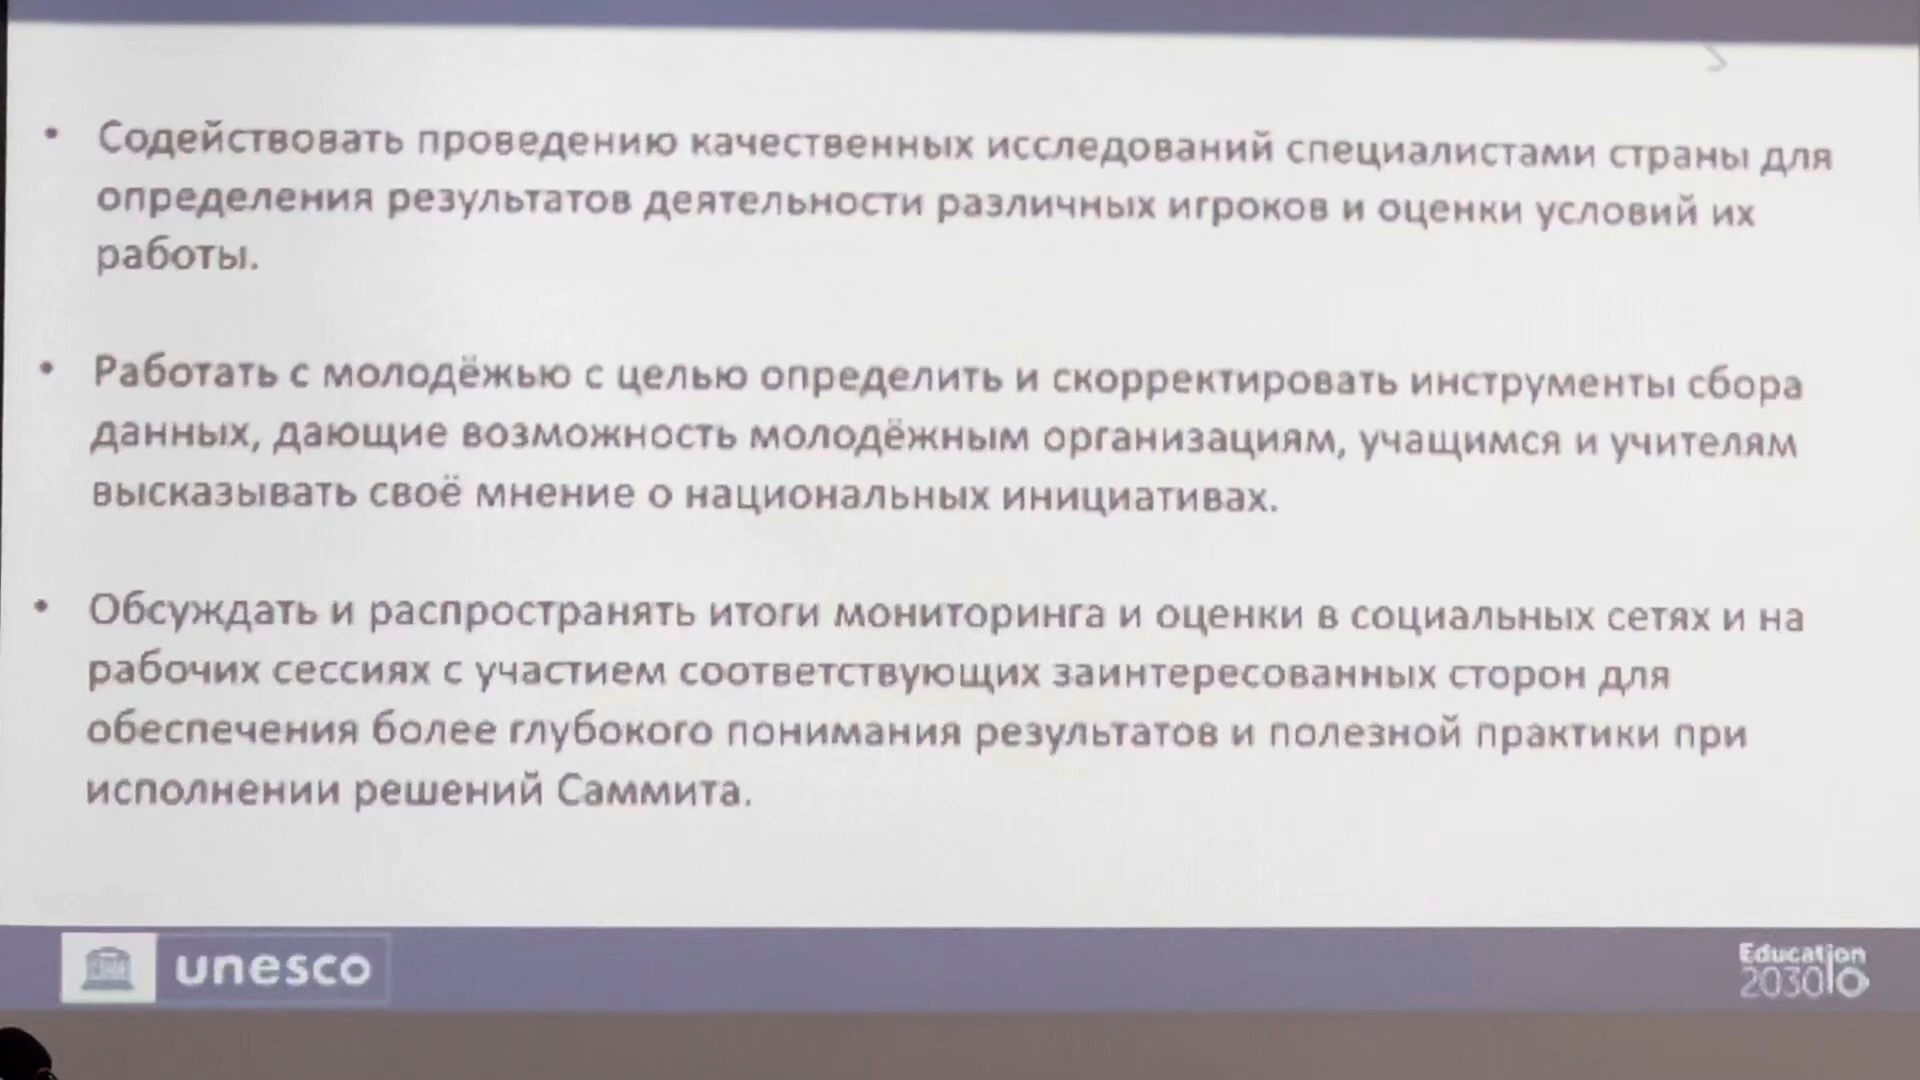 • Содействовать проведению качественных исследований специалистами страны для
определения результатов деятельности различных игроков и оценки условий их
работы.
• Работать с молодёжью с целью определить и скорректировать инструменты сбора
данных, дающие возможность молодёжным организациям, учащимся и учителям
высказывать своё мнение о национальных инициативах.
• Обсуждать и распространять итоги мониторинга и оценки в социальных сетях и на
рабочих сессиях с участием соответствующих заинтересованных сторон для
обеспечения более глубокого понимания результатов и полезной практики при
исполнении решений Саммита.
unesco
Education
2030